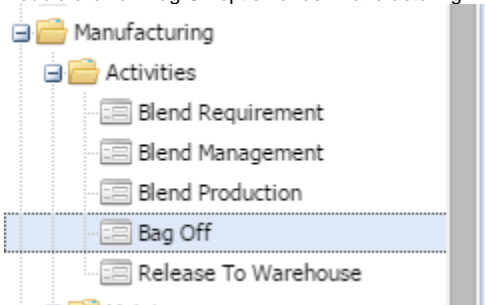 Manufacturing
Activities
Blend Requirement
Blend Management
Blend Production
Bag Off
Release To Warehouse